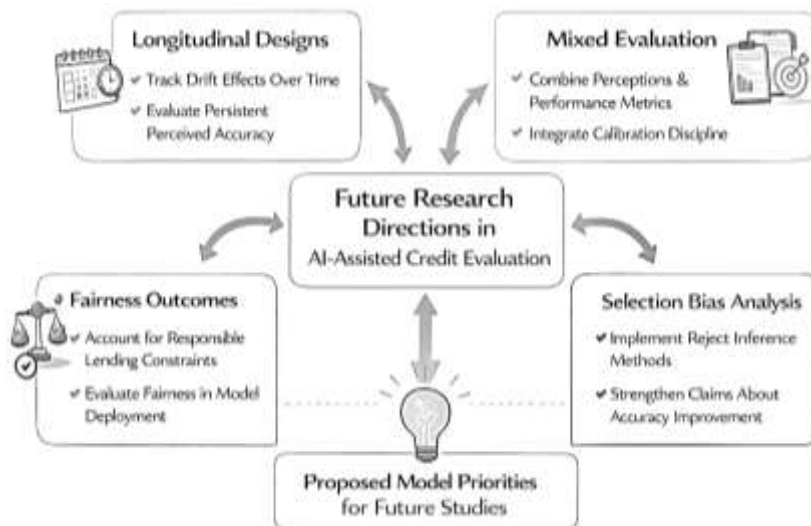 Longitudinal Designs
Track Drift Effects Over Time
Evaluate Persistent
Perceived Accuracy
Mixed Evaluation
Combine Perceptions &
Performance Metrics
Integrate Calibration Discipline
Future Research
Directions in
AI-Assisted Credit Evaluation
Fairness Outcomes
Account for Responsible
Lending Constraints
Evaluate Fairness in Model
Deployment
Selection Bias Analysis
Implement Reject Inference
Methods
Strengthen Claims About
Accuracy Improvement
Proposed Model Priorities
for Future Studies